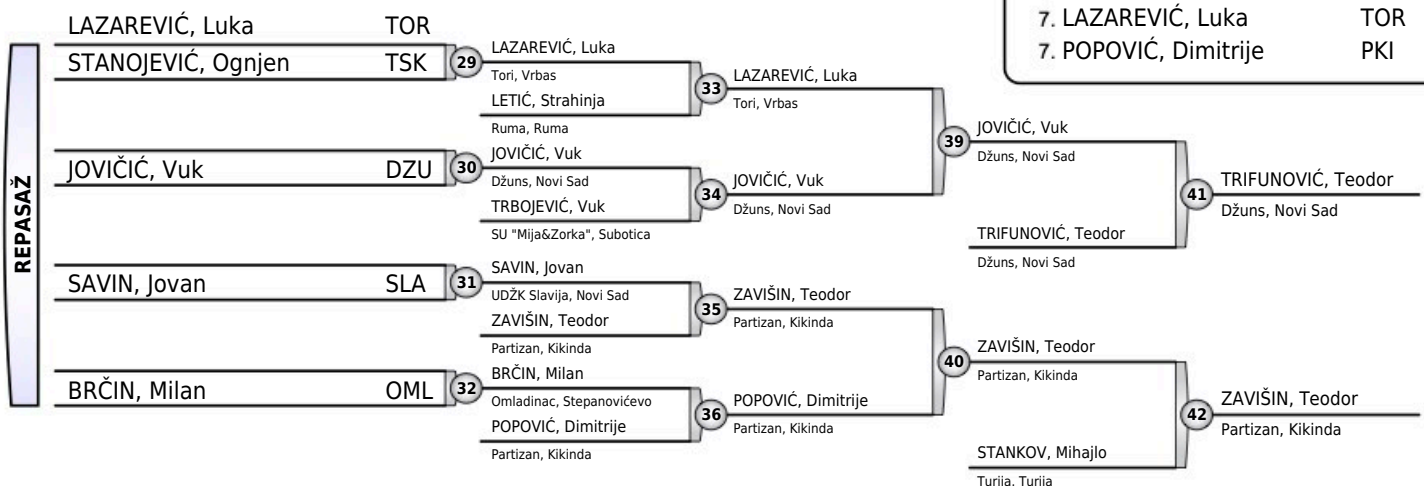 7. LAZAREVIĆ, Luka TOR
7. POPOVIĆ, Dimitrije PKI
REPASAŽ
LAZAREVIĆ, Luka TOR
STANOJEVIĆ, Ognjen TSK
29
JOVIČIĆ, Vuk DZU
30
SAVIN, Jovan SLA
31
BRČIN, Milan OML
32
LAZAREVIĆ, Luka
Tori, Vrbas
LETIĆ, Strahinja
Ruma, Ruma
33
JOVIČIĆ, Vuk
Džuns, Novi Sad
TRBOJEVIĆ, Vuk
SU "Mija&Zorka", Subotica
34
SAVIN, Jovan
UDŽK Slavija, Novi Sad
ZAVIŠIN, Teodor
Partizan, Kikinda
35
BRČIN, Milan
Omladinac, Stepanovićevo
POPOVIĆ, Dimitrije
Partizan, Kikinda
36
LAZAREVIĆ, Luka
Tori, Vrbas
JOVIČIĆ, Vuk
Džuns, Novi Sad
39
ZAVIŠIN, Teodor
Partizan, Kikinda
POPOVIĆ, Dimitrije
Partizan, Kikinda
40
JOVIČIĆ, Vuk
Džuns, Novi Sad
TRIFUNOVIĆ, Teodor
Džuns, Novi Sad
41
ZAVIŠIN, Teodor
Partizan, Kikinda
STANKOV, Mihajlo
Turija, Turija
42
TRIFUNOVIĆ, Teodor
Džuns, Novi Sad
ZAVIŠIN, Teodor
Partizan, Kikinda